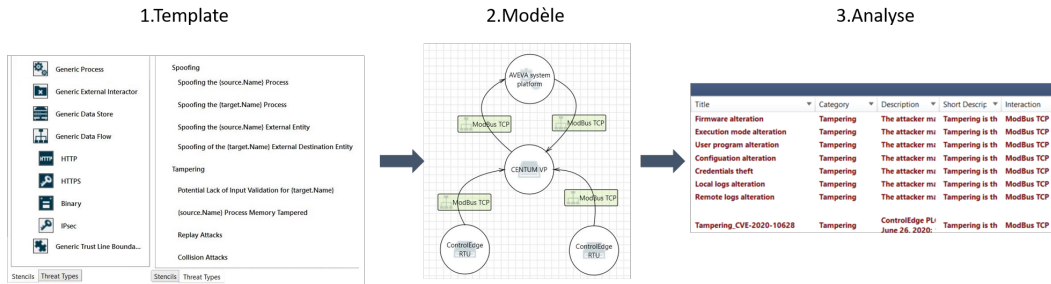 1.Template
2.Modèle
3.Analyse
Generic Process
Generic External Interactor
Generic Data Store
Generic Data Flow
HTTP
HTTP
HTTPS
Binary
IPsec
Generic Trust Line Bounda...
Stencils
Threat Types
Spoofing
Spoofing the {source.Name} Process
Spoofing the {target.Name} Process
Spoofing the {source.Name} External Entity
Spoofing of the {target.Name} External Destination Entity
Tampering
Potential Lack of Input Validation for {target.Name}
{source.Name} Process Memory Tampered
Replay Attacks
Collision Attacks
Stencils
Threat Types
AVEVA system
platform
ModBus TCP
ModBus TCP
CENTUM VP
ModBus TCP
ModBus TCP
ControlEdge
RTU
ControlEdge
RTU
Title Category Description Short Descrip Interaction
Firmware alteration Tampering The attacker ma Tampering is th ModBus TCP
Execution mode alteration Tampering The attacker ma Tampering is th ModBus TCP
User program alteration Tampering The attacker ma Tampering is th ModBus TCP
Configuation alteration Tampering The attacker ma Tampering is th ModBus TCP
Credentials theft Tampering The attacker ma Tampering is th ModBus TCP
Local logs alteration Tampering The attacker ma Tampering is th ModBus TCP
Remote logs alteration Tampering The attacker ma Tampering is th ModBus TCP
Tampering_CVE-2020-10628 Tampering ControlEdge PL Tampering is th ModBus TCP
June 26, 2020: